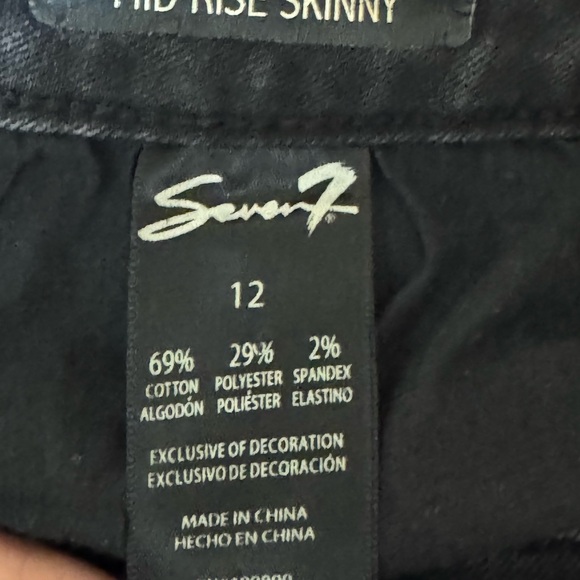 MID RISE SKINNY
Seven7
®
12
69% 29% 2%
COTTON POLYESTER SPANDEX
ALGODÓN POLIÉSTER ELASTINO
EXCLUSIVE OF DECORATION
EXCLUSIVO DE DECORACIÓN
MADE IN CHINA
HECHO EN CHINA